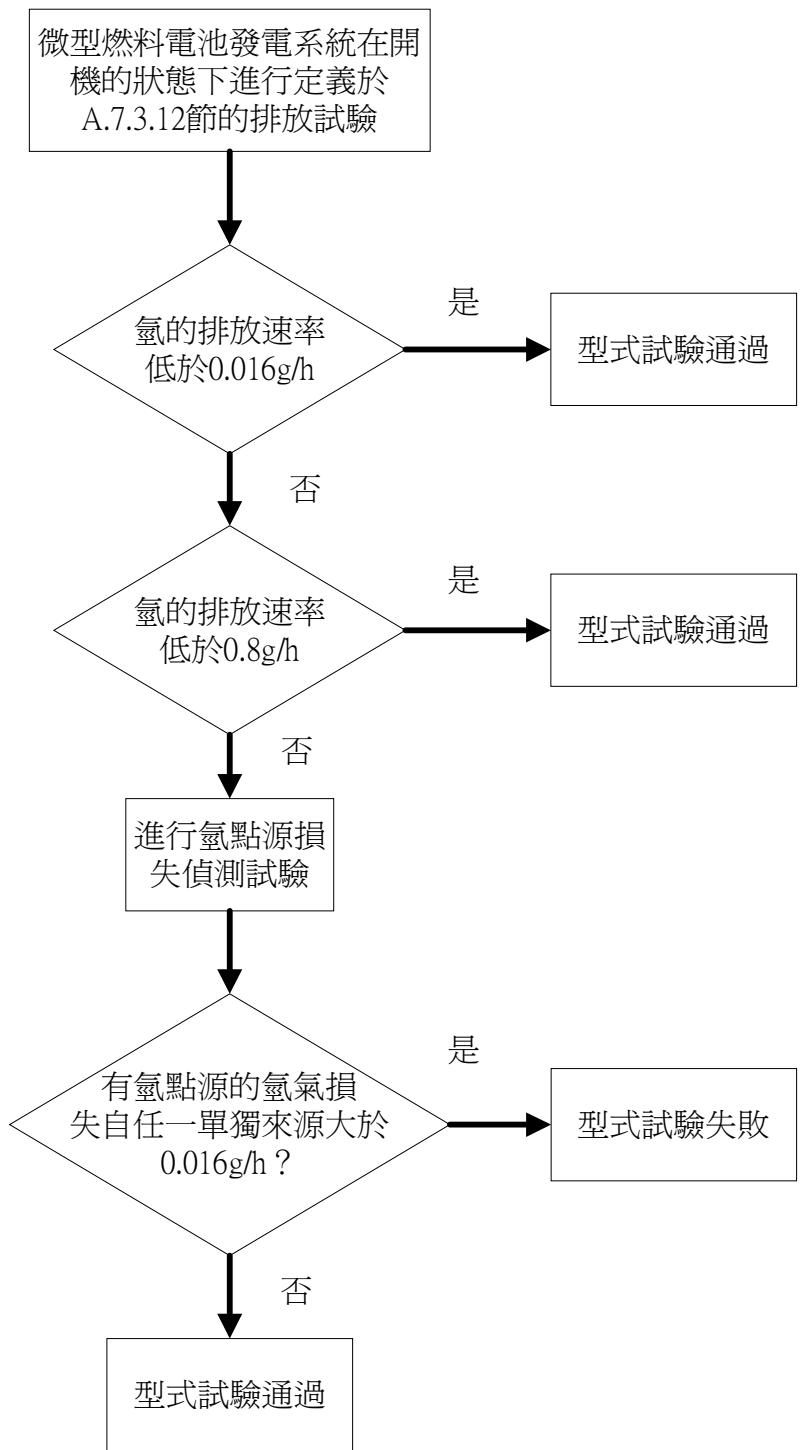 微型燃料電池發電系統在開
機的狀態下進行定義於
A.7.3.12節的排放試驗
氫的排放速率
低於0.016g/h
是
型式試驗通過
否
氫的排放速率
低於0.8g/h
是
型式試驗通過
否
進行氫點源損
失偵測試驗
有氫點源的氫氣損
失自任一單獨來源大於
0.016g/h？
是
型式試驗失敗
否
型式試驗通過